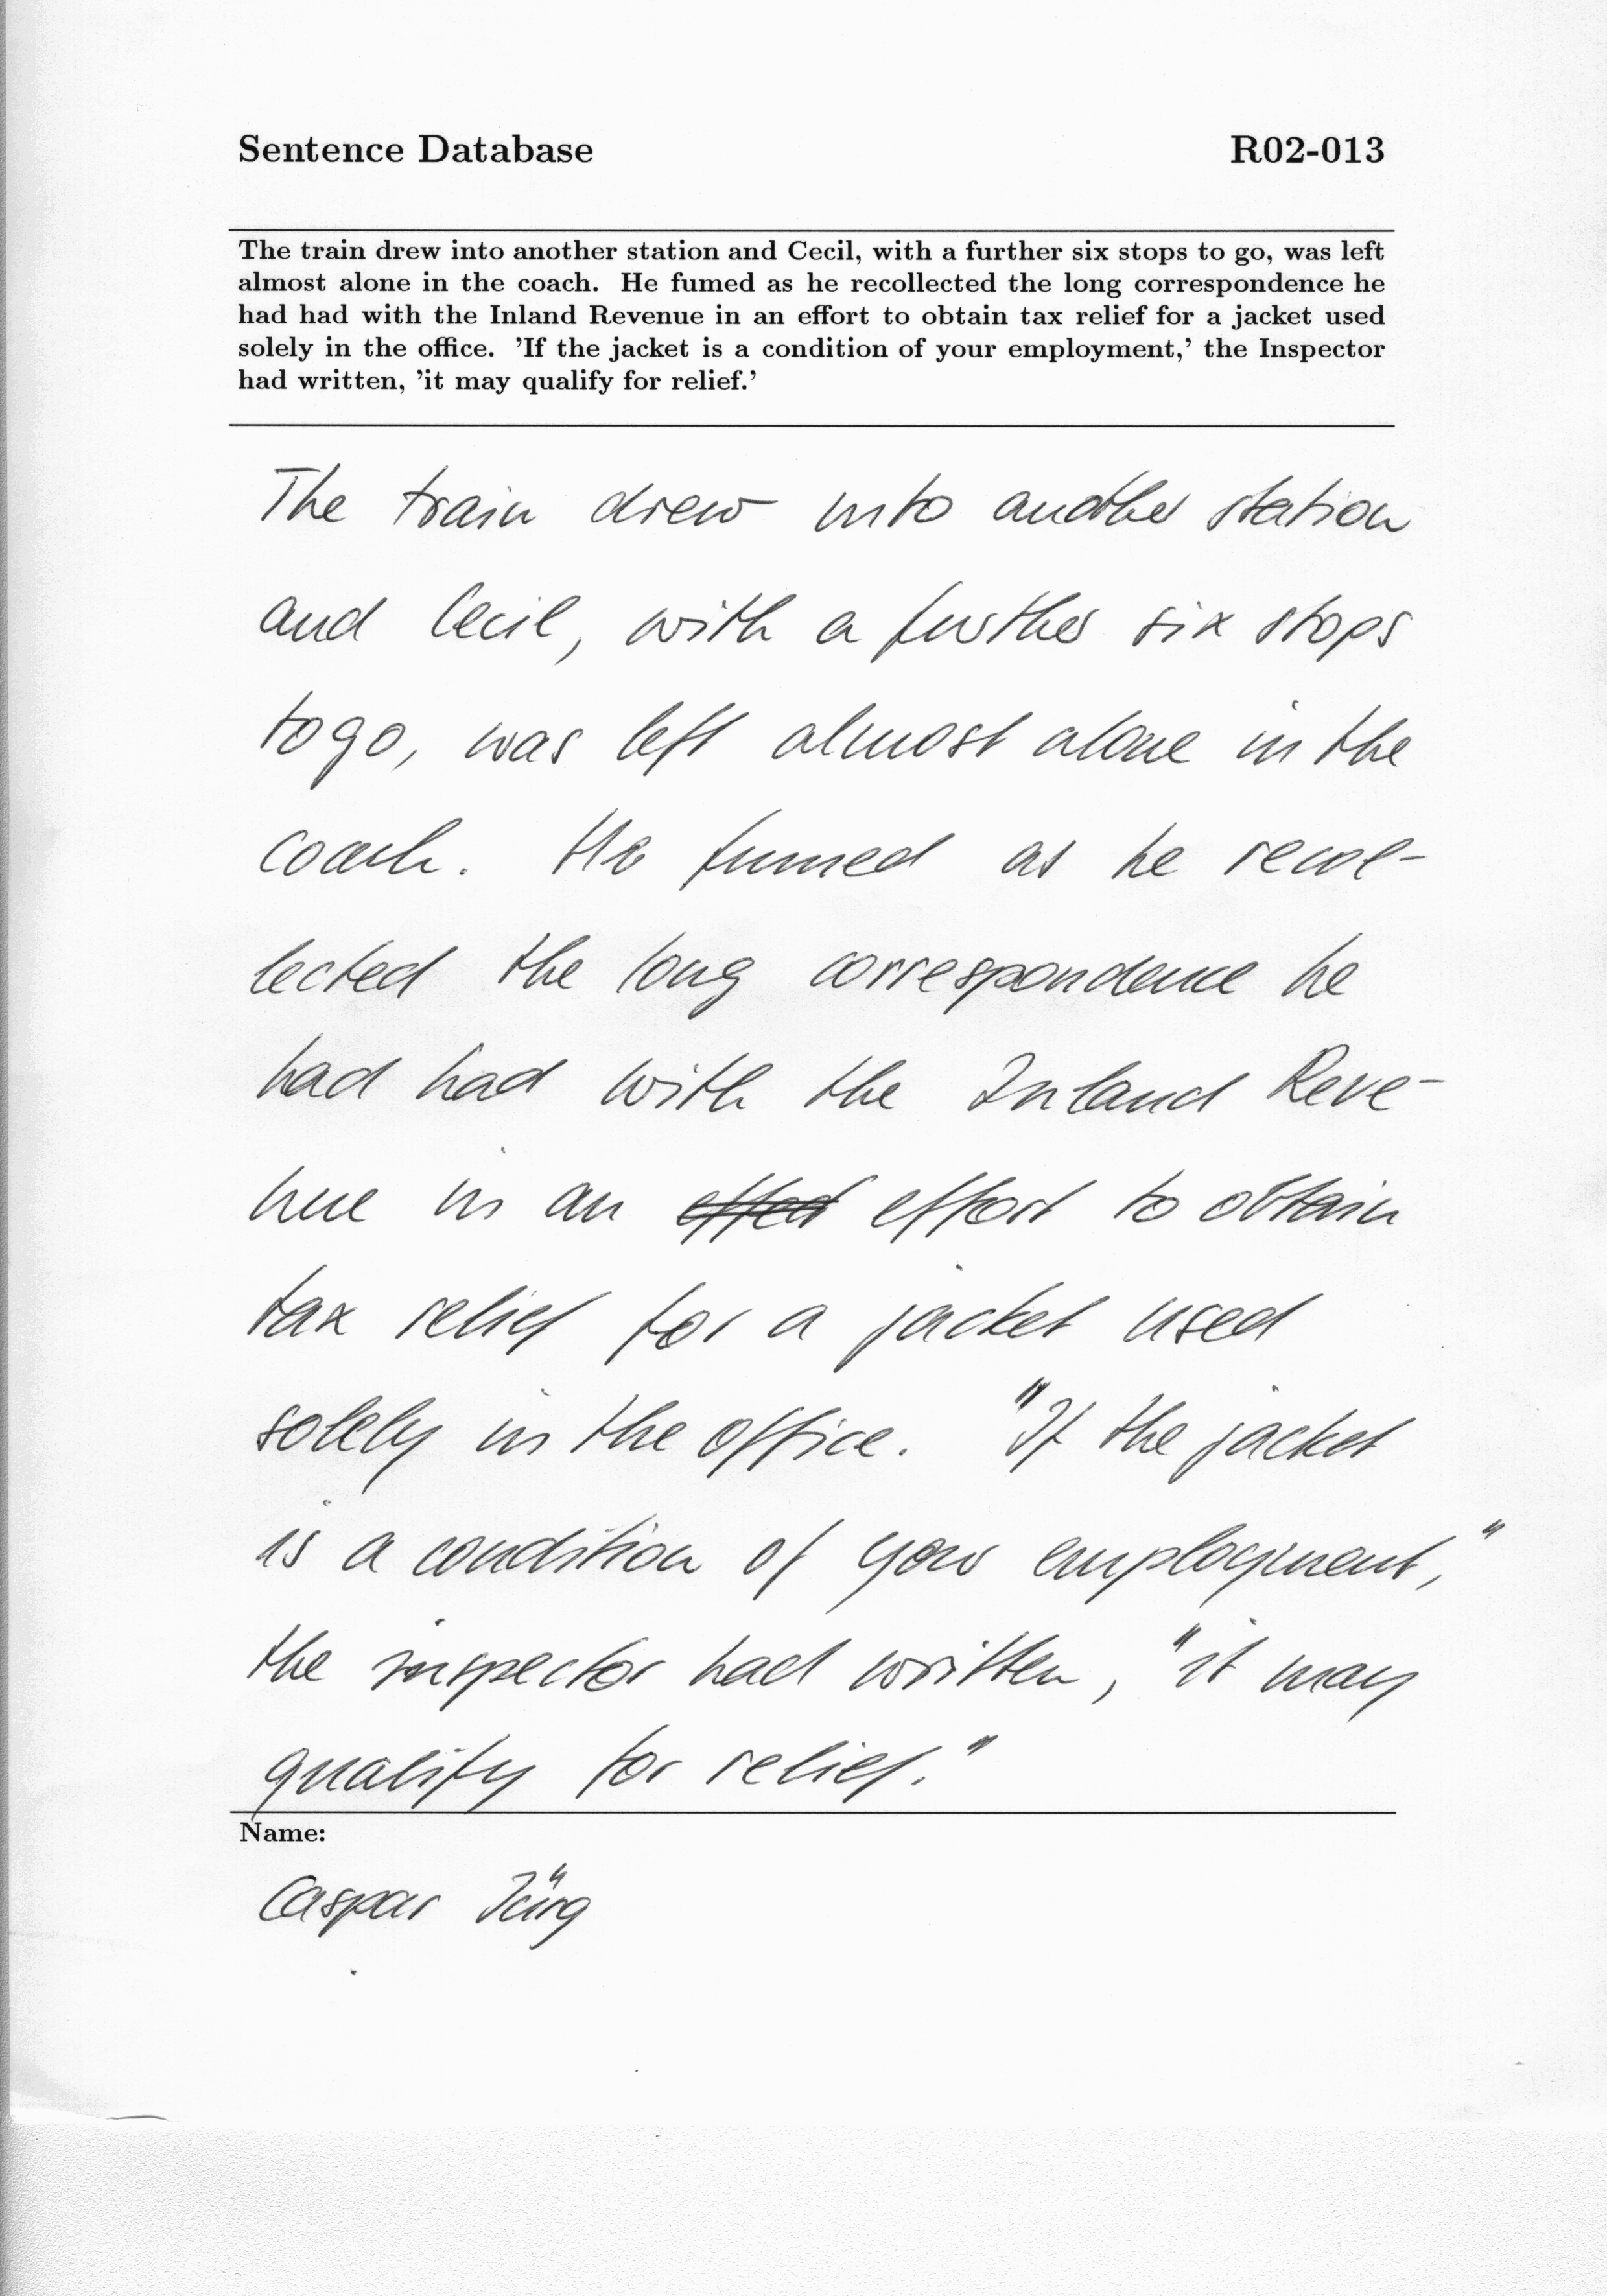 Sentence Database R02-013
The train drew into another station and Cecil, with a further six stops to go, was left
almost alone in the coach. He fumed as he recollected the long correspondence he
had had with the Inland Revenue in an effort to obtain tax relief for a jacket used
solely in the office. 'If the jacket is a condition of your employment,' the Inspector
had written, 'it may qualify for relief.'
The train drew into another station
and Cecil, with a further six stops
to go, was left almost alone in the
coach. He fumed as he recol-
lected the long correspondence he
had had with the Inland Reve-
nue in an effort to obtain
tax relief for a jacket used
solely in the office. "If the jacket
is a condition of your employment,"
the inspector had written, "it may
qualify for relief."
Name:
Caspar Jürg